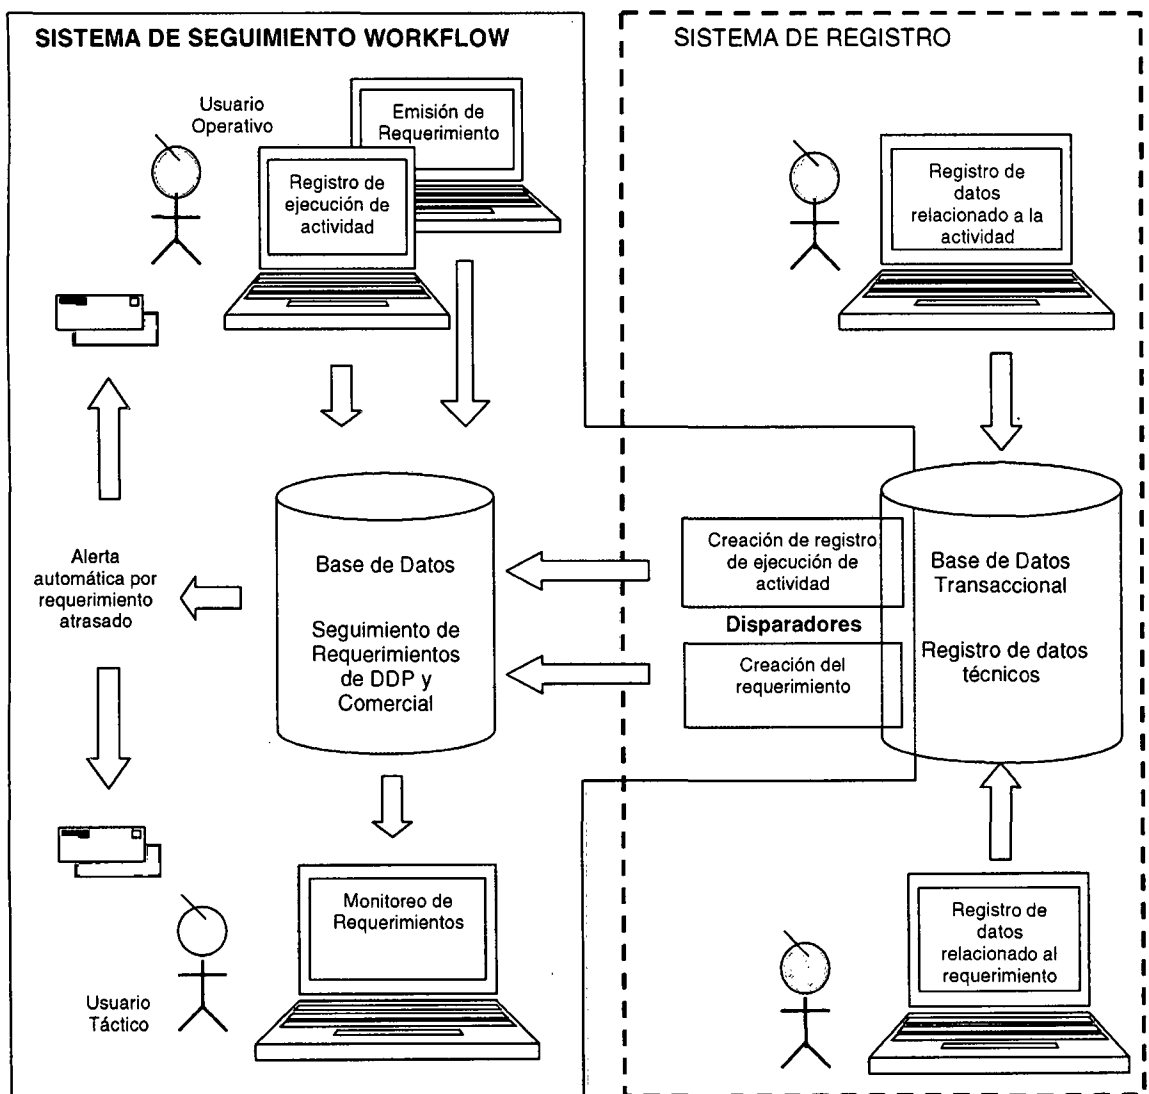 SISTEMA DE SEGUIMIENTO WORKFLOW
SISTEMA DE REGISTRO
Usuario
Operativo
Emisión de
Requerimiento
Registro de
ejecución de
actividad
Registro de
datos
relacionado a la
actividad
Alerta
automática por
requerimiento
atrasado
Base de Datos
Seguimiento de
Requerimientos
de DDP y
Comercial
Creación de registro
de ejecución de
actividad
Disparadores
Creación del
requerimiento
Base de Datos
Transaccional
Registro de datos
técnicos
Monitoreo de
Requerimientos
Usuario
Táctico
Registro de
datos
relacionado al
requerimiento